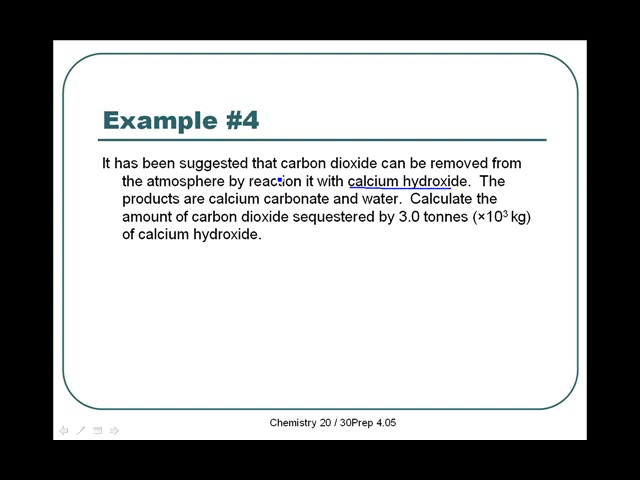 Example #4
It has been suggested that carbon dioxide can be removed from
the atmosphere by reaction it with calcium hydroxide. The
products are calcium carbonate and water. Calculate the
amount of carbon dioxide sequestered by 3.0 tonnes (×10³ kg)
of calcium hydroxide.
Chemistry 20 / 30Prep 4.05